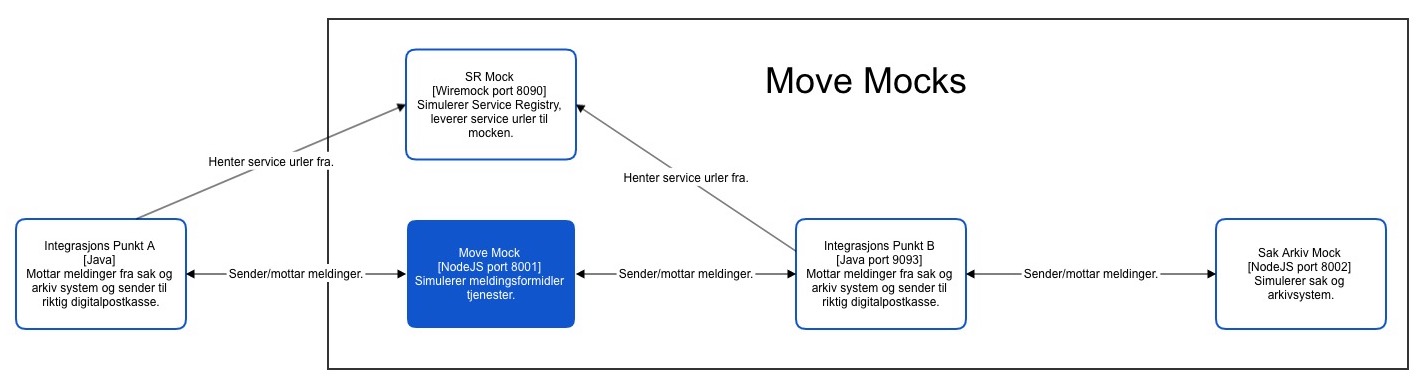 Move Mocks
SR Mock
[Wiremock port 8090]
Simulerer Service Registry,
leverer service urler til
mocken.
Henter service urler fra.
Henter service urler fra.
Integrasjons Punkt A
[Java]
Mottar meldinger fra sak og
arkiv system og sender til
riktig digitalpostkasse.
Sender/mottar meldinger.
Move Mock
[NodeJS port 8001]
Simulerer meldingsformidler
tjenester.
Sender/mottar meldinger.
Integrasjons Punkt B
[Java port 9093]
Mottar meldinger fra sak og
arkiv system og sender til
riktig digitalpostkasse.
Sender/mottar meldinger.
Sak Arkiv Mock
[NodeJS port 8002]
Simulerer sak og
arkivsystem.